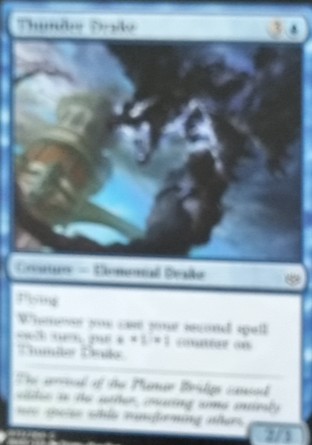 Thunder Drake
3
Creature — Elemental Drake
Flying
Whenever you cast your second spell
each turn, put a +1/+1 counter on
Thunder Drake.
The arrival of the Planar Bridge caused
eddies in the aether, creating some entirely
new species while transforming others.
2/3